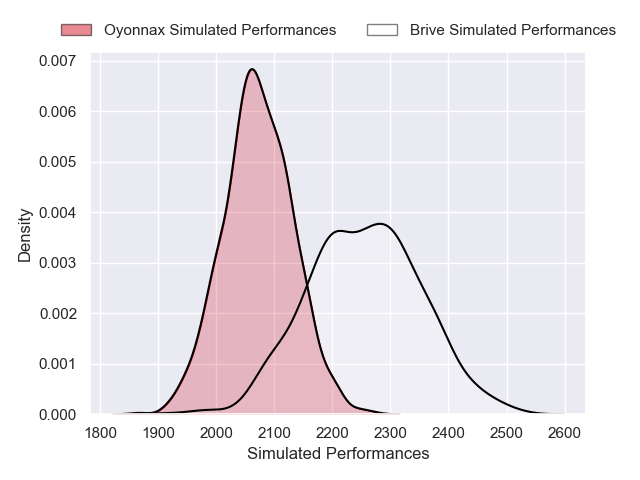 Oyonnax Simulated Performances
Brive Simulated Performances
0.007
0.006
0.005
0.004
0.003
0.002
0.001
0.000
Density
1800 1900 2000 2100 2200 2300 2400 2500 2600
Simulated Performances